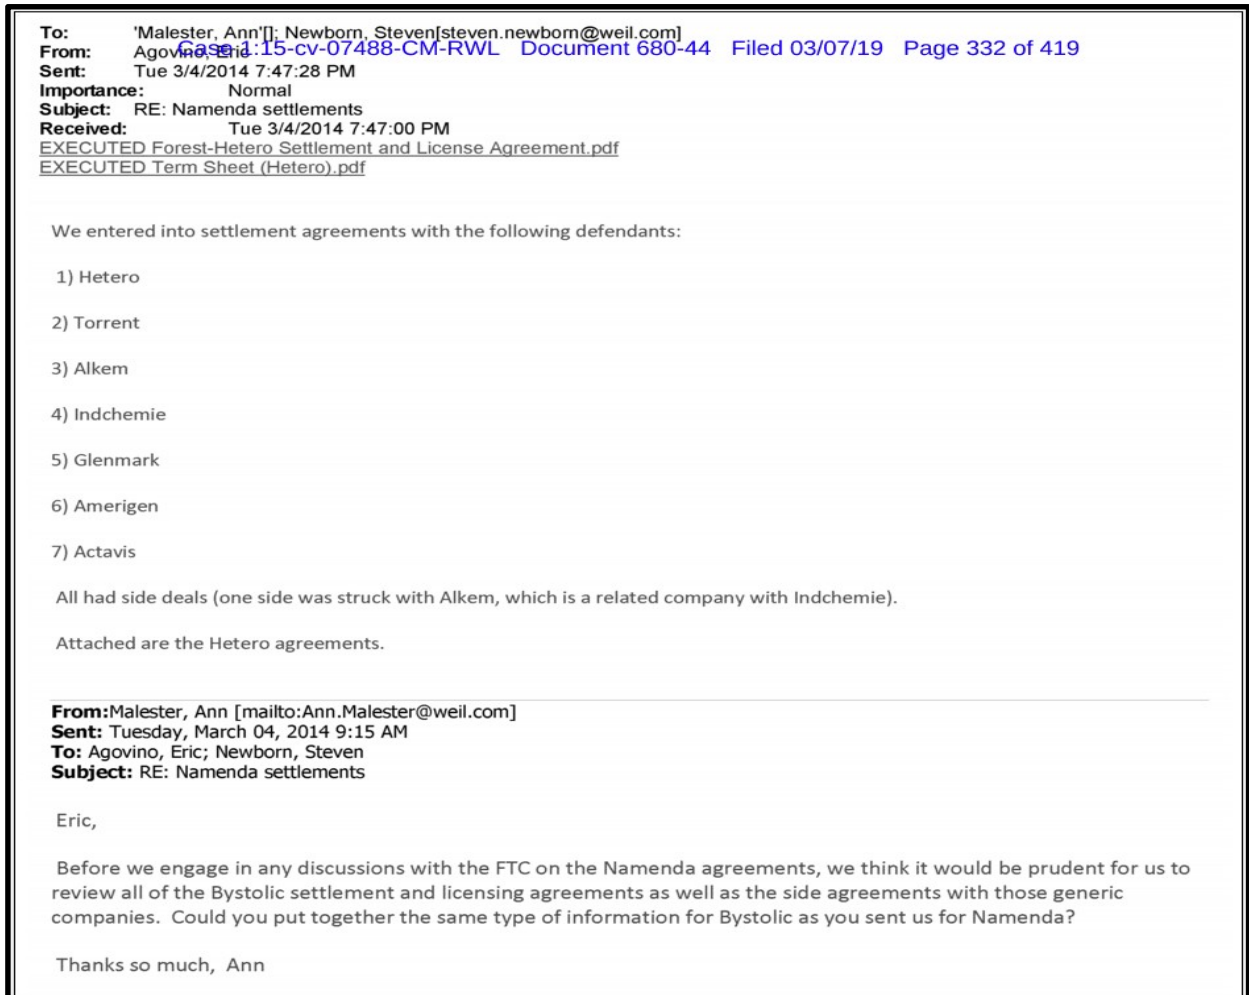 To: 'Malester, Ann'[]; Newborn, Steven[steven.newborn@weil.com]
From: Agovino, Eric
Case 1:15-cv-07488-CM-RWL Document 680-44 Filed 03/07/19 Page 332 of 419
Sent: Tue 3/4/2014 7:47:28 PM
Importance: Normal
Subject: RE: Namenda settlements
Received: Tue 3/4/2014 7:47:00 PM
EXECUTED Forest-Hetero Settlement and License Agreement.pdf
EXECUTED Term Sheet (Hetero).pdf
We entered into settlement agreements with the following defendants:
1) Hetero
2) Torrent
3) Alkem
4) Indchemie
5) Glenmark
6) Amerigen
7) Actavis
All had side deals (one side was struck with Alkem, which is a related company with Indchemie).
Attached are the Hetero agreements.
From:Malester, Ann [mailto:Ann.Malester@weil.com]
Sent: Tuesday, March 04, 2014 9:15 AM
To: Agovino, Eric; Newborn, Steven
Subject: RE: Namenda settlements
Eric,
Before we engage in any discussions with the FTC on the Namenda agreements, we think it would be prudent for us to
review all of the Bystolic settlement and licensing agreements as well as the side agreements with those generic
companies. Could you put together the same type of information for Bystolic as you sent us for Namenda?
Thanks so much, Ann